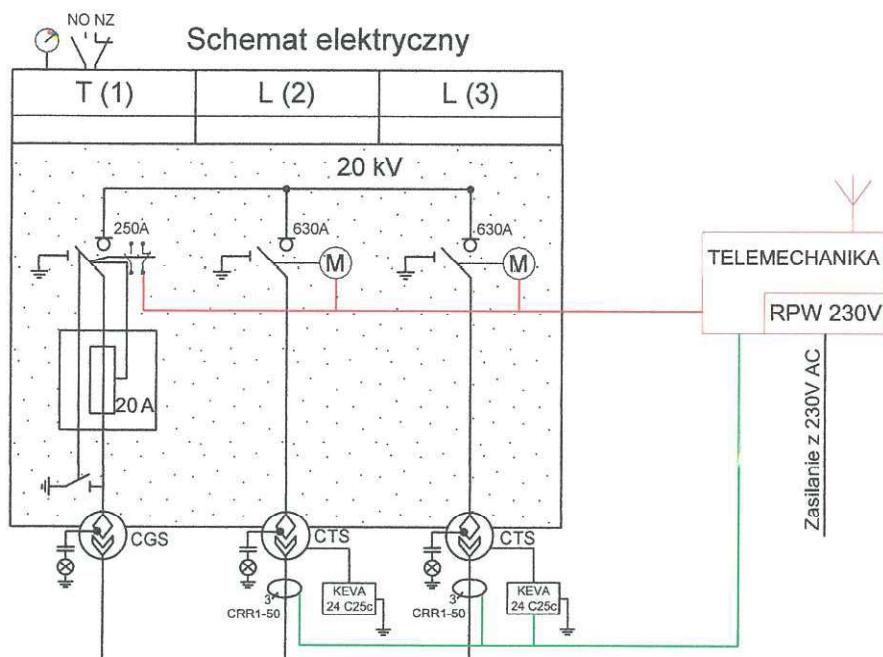 NO NZ
Schemat elektryczny
T (1)
L (2)
L (3)
20 kV
250A
630A
630A
M
M
TELEMECHANIKA
RPW 230V
20 A
Zasilanie z 230V AC
CGS
CTS
CTS
3
CRR1-50
KEVA
24 C25c
3
CRR1-50
KEVA
24 C25c